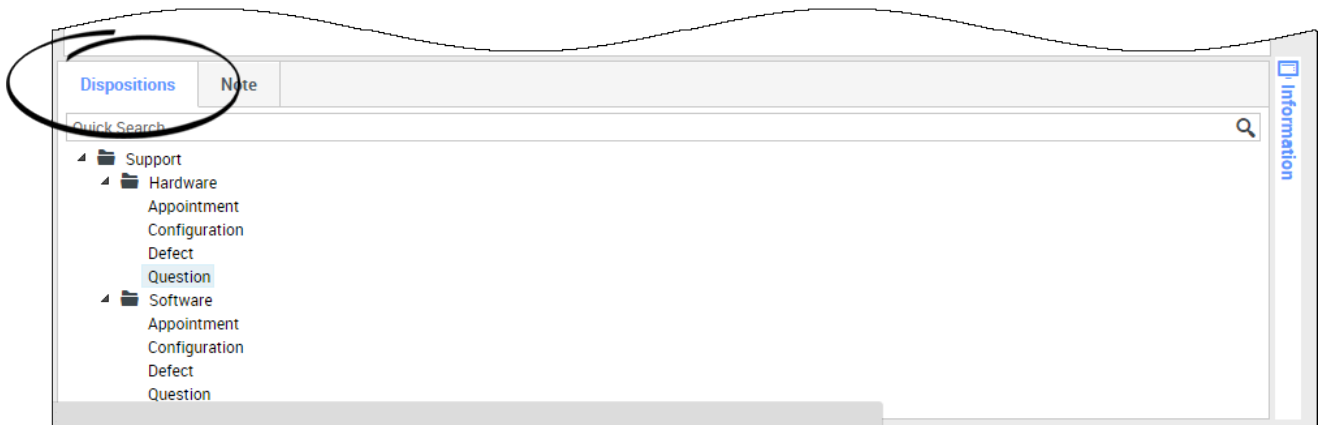 Dispositions Note
Quick Search
Support
Hardware
Appointment
Configuration
Defect
Question
Software
Appointment
Configuration
Defect
Question
Information